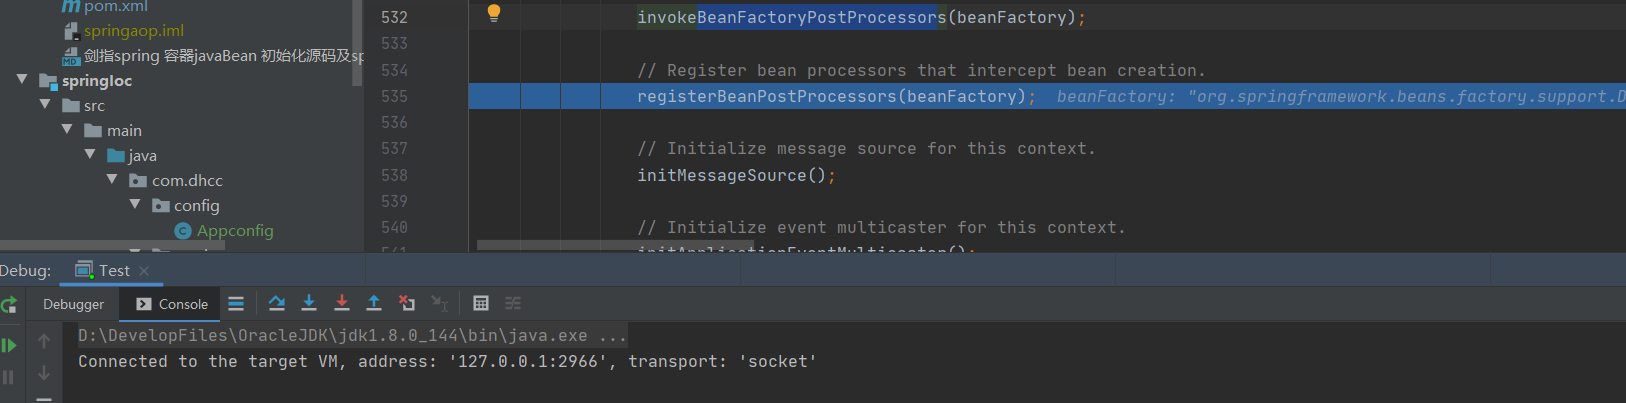 pom.xml
springaop.iml
剑指spring 容器javaBean 初始化源码及sp
springIoc
src
main
java
com.dhcc
config
Appconfig
532 invokeBeanFactoryPostProcessors(beanFactory);
533
534 // Register bean processors that intercept bean creation.
535 registerBeanPostProcessors(beanFactory); beanFactory: "org.springframework.beans.factory.support.D
536
537 // Initialize message source for this context.
538 initMessageSource();
539
540 // Initialize event multicaster for this context.
541 initApplicationEventMulticaster();
Debug: Test
Debugger Console
D:\DevelopFiles\OracleJDK\jdk1.8.0_144\bin\java.exe ...
Connected to the target VM, address: '127.0.0.1:2966', transport: 'socket'